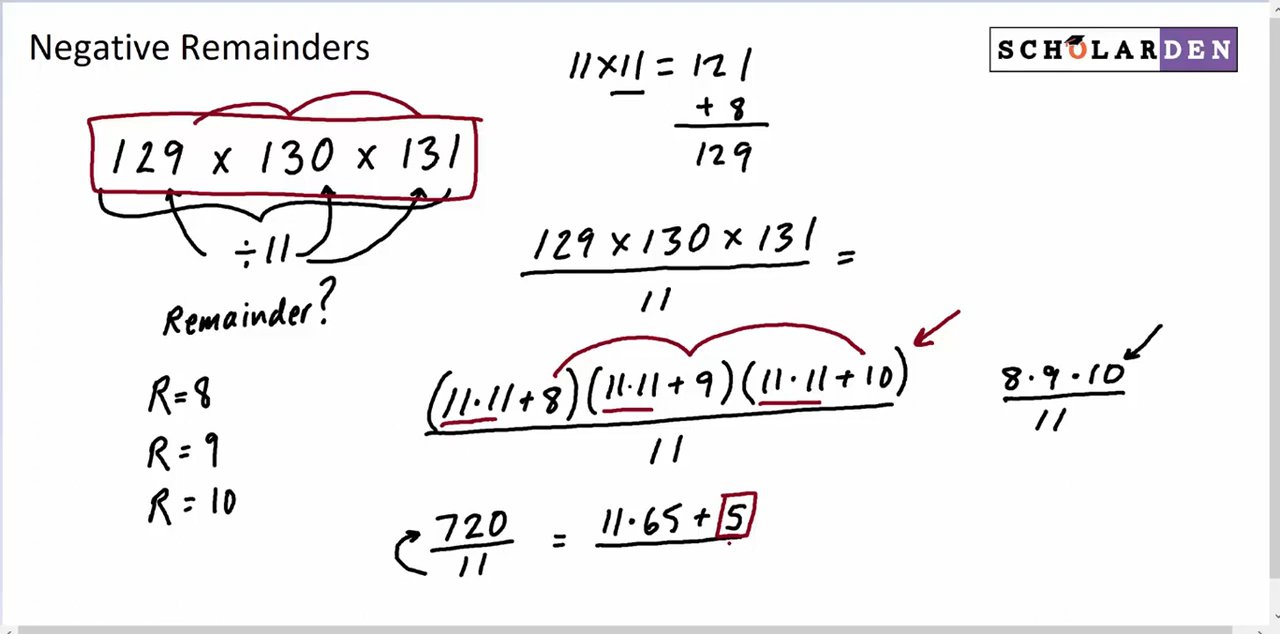 Negative Remainders
SCHOLARDEN
11×11 = 121
+ 8
129
129 × 130 × 131
÷11
Remainder?
R=8
R=9
R=10
129 × 130 × 131 =
11
(11·11+8)(11·11+9)(11·11+10)
11
8·9·10
11
720 = 11·65+5
11